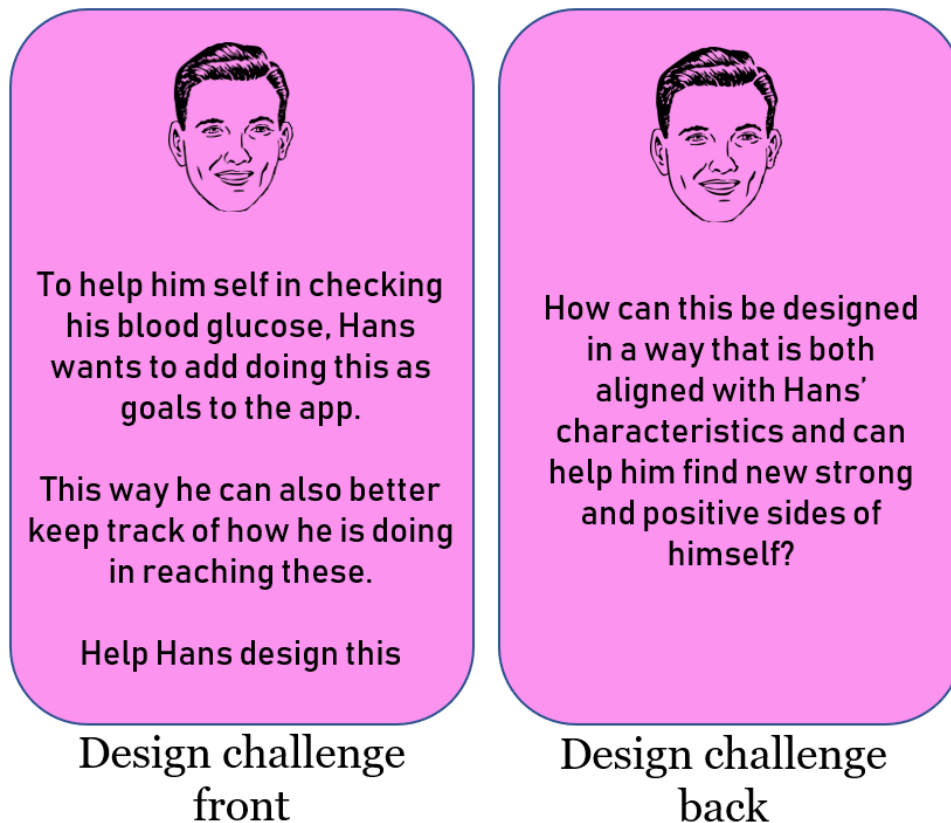 To help him self in checking
his blood glucose, Hans
wants to add doing this as
goals to the app.
This way he can also better
keep track of how he is doing
in reaching these.
Help Hans design this
Design challenge
front
How can this be designed
in a way that is both
aligned with Hans’
characteristics and can
help him find new strong
and positive sides of
himself?
Design challenge
back